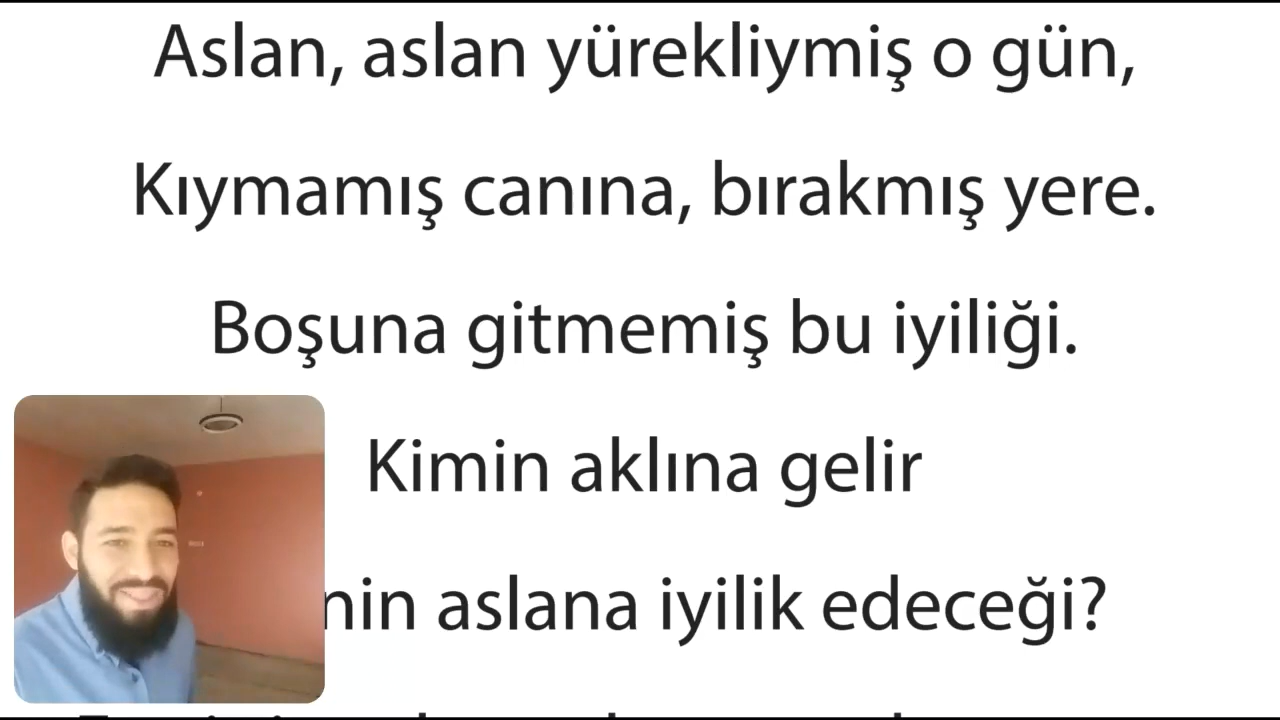 Aslan, aslan yürekliymiş o gün,
Kıymamış canına, bırakmış yere.
Boşuna gitmemiş bu iyiliği.
Kimin aklına gelir
nin aslana iyilik edeceği?